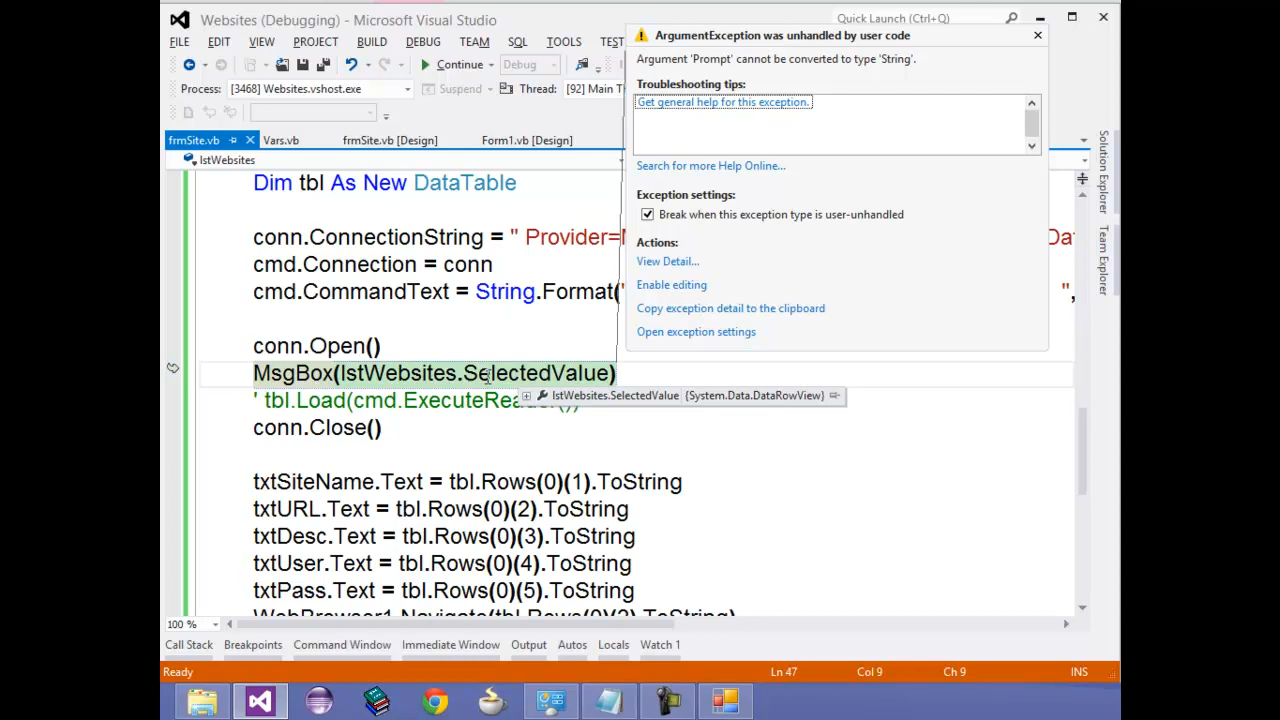 Websites (Debugging) - Microsoft Visual Studio
Quick Launch (Ctrl+Q)
FILE EDIT VIEW PROJECT BUILD DEBUG TEAM SQL TOOLS TEST
Continue Debug
Process: [3468] Websites.vshost.exe Suspend Thread: [92] Main T
frmSite.vb Vars.vb frmSite.vb [Design] Form1.vb [Design]
lstWebsites
ArgumentException was unhandled by user code
Argument 'Prompt' cannot be converted to type 'String'.
Troubleshooting tips:
Get general help for this exception.
Search for more Help Online...
Exception settings:
Break when this exception type is user-unhandled
Actions:
View Detail...
Enable editing
Copy exception detail to the clipboard
Open exception settings
Solution Explorer
Team Explorer
Dim tbl As New DataTable
conn.ConnectionString = " Provider=
cmd.Connection = conn
cmd.CommandText = String.Format(" ",
conn.Open()
MsgBox(lstWebsites.SelectedValue)
lstWebsites.SelectedValue {System.Data.DataRowView}
' tbl.Load(cmd.ExecuteReader())
conn.Close()
txtSiteName.Text = tbl.Rows(0)(1).ToString
txtURL.Text = tbl.Rows(0)(2).ToString
txtDesc.Text = tbl.Rows(0)(3).ToString
txtUser.Text = tbl.Rows(0)(4).ToString
txtPass.Text = tbl.Rows(0)(5).ToString
WebBrowser1.Navigate(tbl.Rows(0)(2).ToString)
100 %
Call Stack Breakpoints Command Window Immediate Window Output Autos Locals Watch 1
Ready Ln 47 Col 9 Ch 9 INS